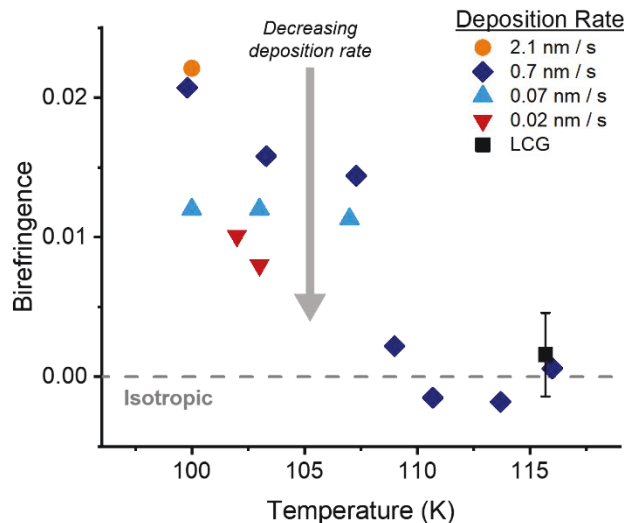 Decreasing
deposition rate
Deposition Rate
2.1 nm / s
0.7 nm / s
0.07 nm / s
0.02 nm / s
LCG
0.02
0.01
0.00
Birefringence
Isotropic
100
105
110
115
Temperature (K)